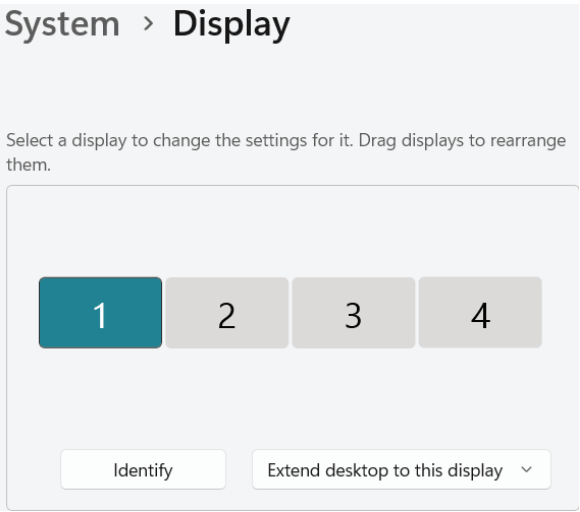 System > Display
Select a display to change the settings for it. Drag displays to rearrange
them.
1 2 3 4
Identify Extend desktop to this display